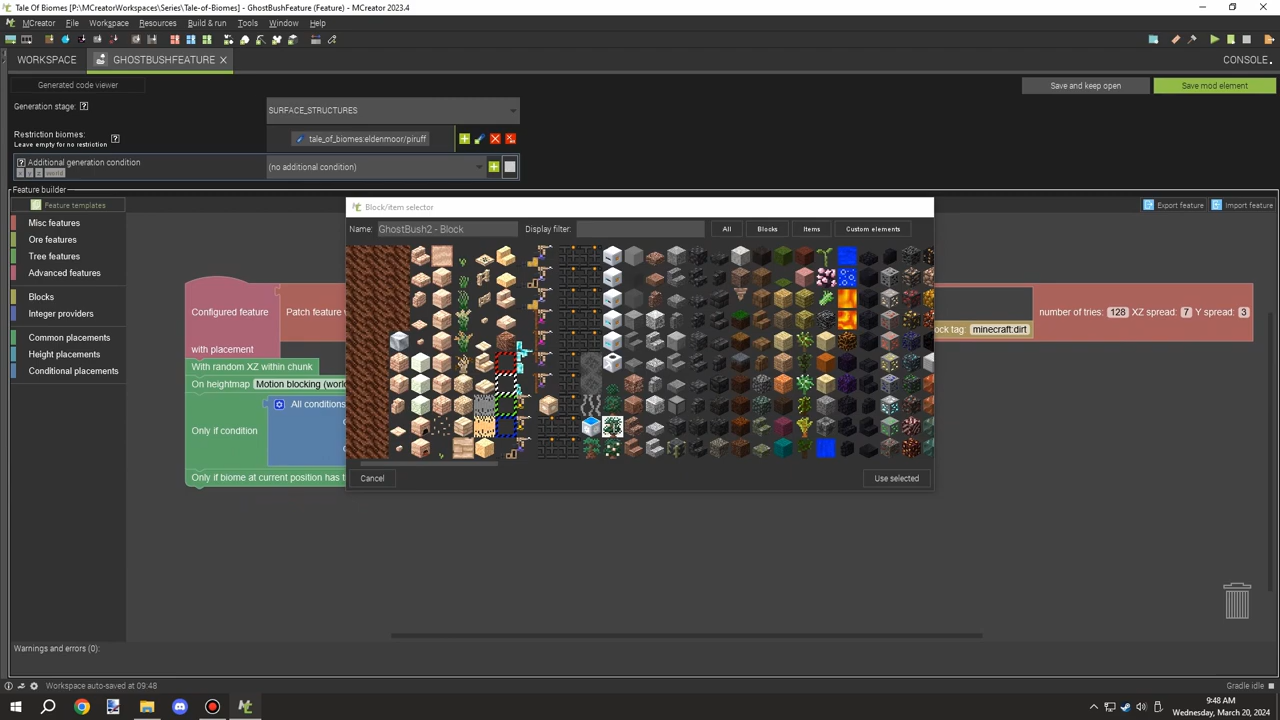 Tale Of Biomes [P:\MCreatorWorkspaces\Series\Tale-of-Biomes] - GhostBushFeature (Feature) - MCreator 2023.4
MCreator File Workspace Resources Build & run Tools Window Help
WORKSPACE GHOSTBUSHFEATURE CONSOLE
Generated code viewer Save and keep open Save mod element
Generation stage: ? SURFACE_STRUCTURES
Restriction biomes: ? tale_of_biomes:eldenmoor/piruff
Leave empty for no restriction
? Additional generation condition (no additional condition)
x y z world
Feature builder
Feature templates Export feature Import feature
Block/item selector
Misc features
Name: GhostBush2 - Block Display filter: All Blocks Items Custom elements
Ore features
Tree features
Advanced features
Blocks
Integer providers
Configured feature Patch feature number of tries: 128 XZ spread: 7 Y spread: 3
ock tag: minecraft:dirt
Common placements
with placement
Height placements
With random XZ within chunk
Conditional placements
On heightmap Motion blocking (worl
All conditions
Only if condition
Only if biome at current position has t
Cancel Use selected
Warnings and errors (0):
Workspace auto-saved at 09:48 Gradle idle
9:48 AM
Wednesday, March 20, 2024